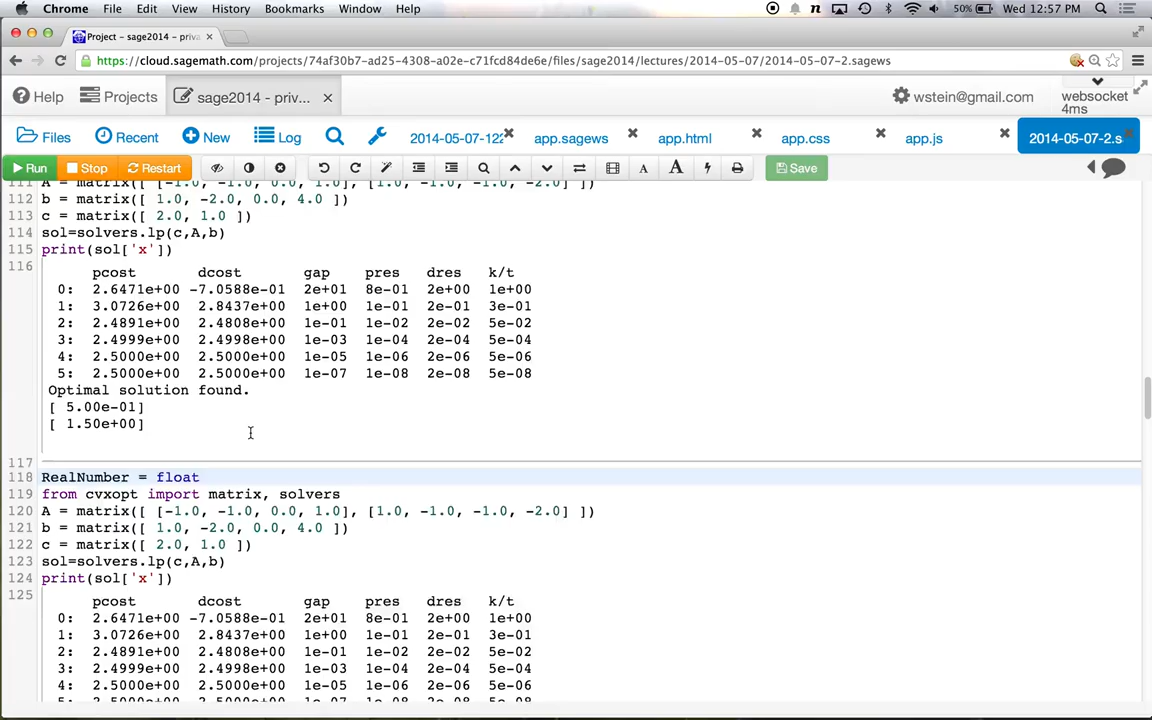 Chrome File Edit View History Bookmarks Window Help 50% Wed 12:57 PM
Project – sage2014 – priva
https://cloud.sagemath.com/projects/74af30b7-ad25-4308-a02e-c71fcd84de6e/files/sage2014/lectures/2014-05-07/2014-05-07-2.sagews
Help Projects sage2014 - priv... wstein@gmail.com websocket
4ms
Files Recent New Log 2014-05-07-122 app.sagews app.html app.css app.js 2014-05-07-2.s
Run Stop Restart A A Save
111 A = matrix([ [-1.0, -1.0, 0.0, 1.0], [1.0, -1.0, -1.0, -2.0] ])
112 b = matrix([ 1.0, -2.0, 0.0, 4.0 ])
113 c = matrix([ 2.0, 1.0 ])
114 sol=solvers.lp(c,A,b)
115 print(sol['x'])
116
pcost dcost gap pres dres k/t
0: 2.6471e+00 -7.0588e-01 2e+01 8e-01 2e+00 1e+00
1: 3.0726e+00 2.8437e+00 1e+00 1e-01 2e-01 3e-01
2: 2.4891e+00 2.4808e+00 1e-01 1e-02 2e-02 5e-02
3: 2.4999e+00 2.4998e+00 1e-03 1e-04 2e-04 5e-04
4: 2.5000e+00 2.5000e+00 1e-05 1e-06 2e-06 5e-06
5: 2.5000e+00 2.5000e+00 1e-07 1e-08 2e-08 5e-08
Optimal solution found.
[ 5.00e-01]
[ 1.50e+00]
117
118 RealNumber = float
119 from cvxopt import matrix, solvers
120 A = matrix([ [-1.0, -1.0, 0.0, 1.0], [1.0, -1.0, -1.0, -2.0] ])
121 b = matrix([ 1.0, -2.0, 0.0, 4.0 ])
122 c = matrix([ 2.0, 1.0 ])
123 sol=solvers.lp(c,A,b)
124 print(sol['x'])
125
pcost dcost gap pres dres k/t
0: 2.6471e+00 -7.0588e-01 2e+01 8e-01 2e+00 1e+00
1: 3.0726e+00 2.8437e+00 1e+00 1e-01 2e-01 3e-01
2: 2.4891e+00 2.4808e+00 1e-01 1e-02 2e-02 5e-02
3: 2.4999e+00 2.4998e+00 1e-03 1e-04 2e-04 5e-04
4: 2.5000e+00 2.5000e+00 1e-05 1e-06 2e-06 5e-06
5: 2.5000e+00 2.5000e+00 1e-07 1e-08 2e-08 5e-08